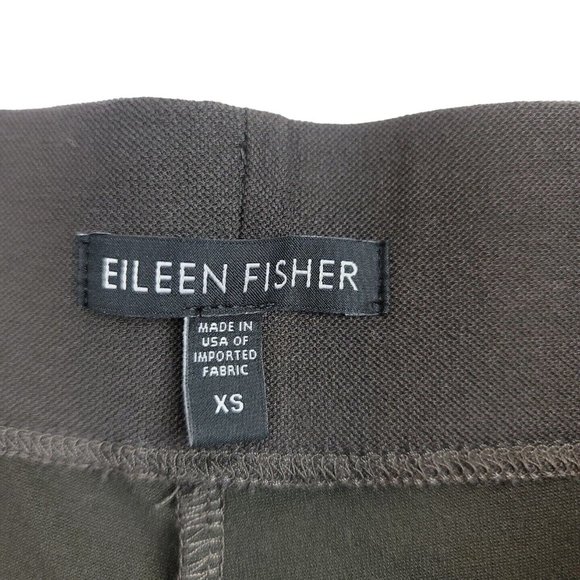 EILEEN FISHER
MADE IN
USA OF
IMPORTED
FABRIC
XS